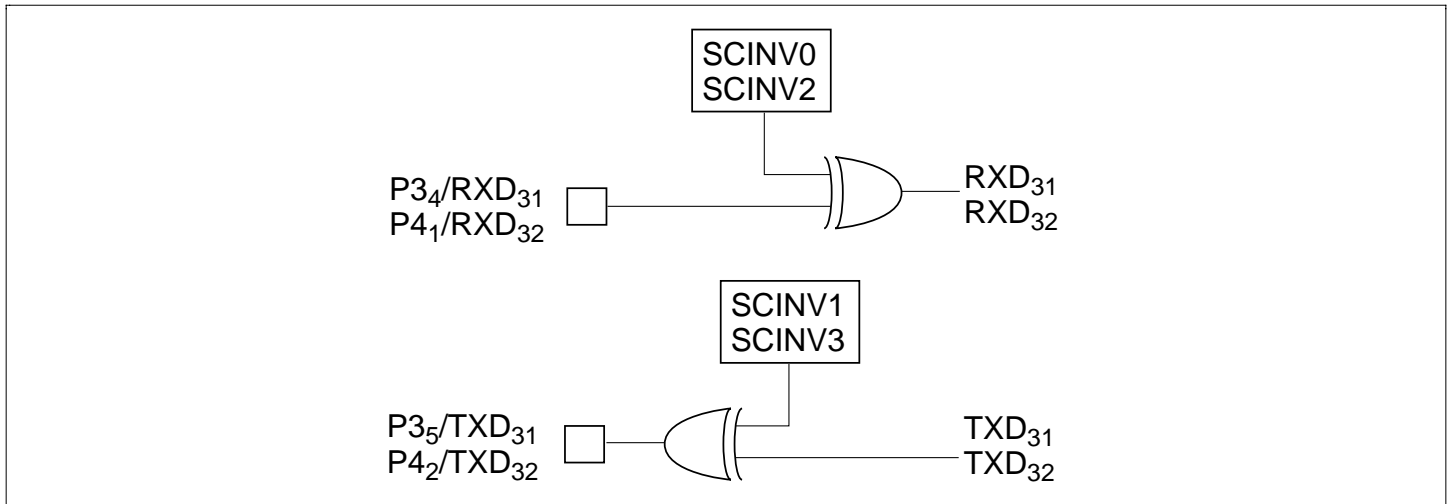 SCINV0
SCINV2
P3₄/RXD₃₁
P4₁/RXD₃₂
RXD₃₁
RXD₃₂
SCINV1
SCINV3
P3₅/TXD₃₁
P4₂/TXD₃₂
TXD₃₁
TXD₃₂